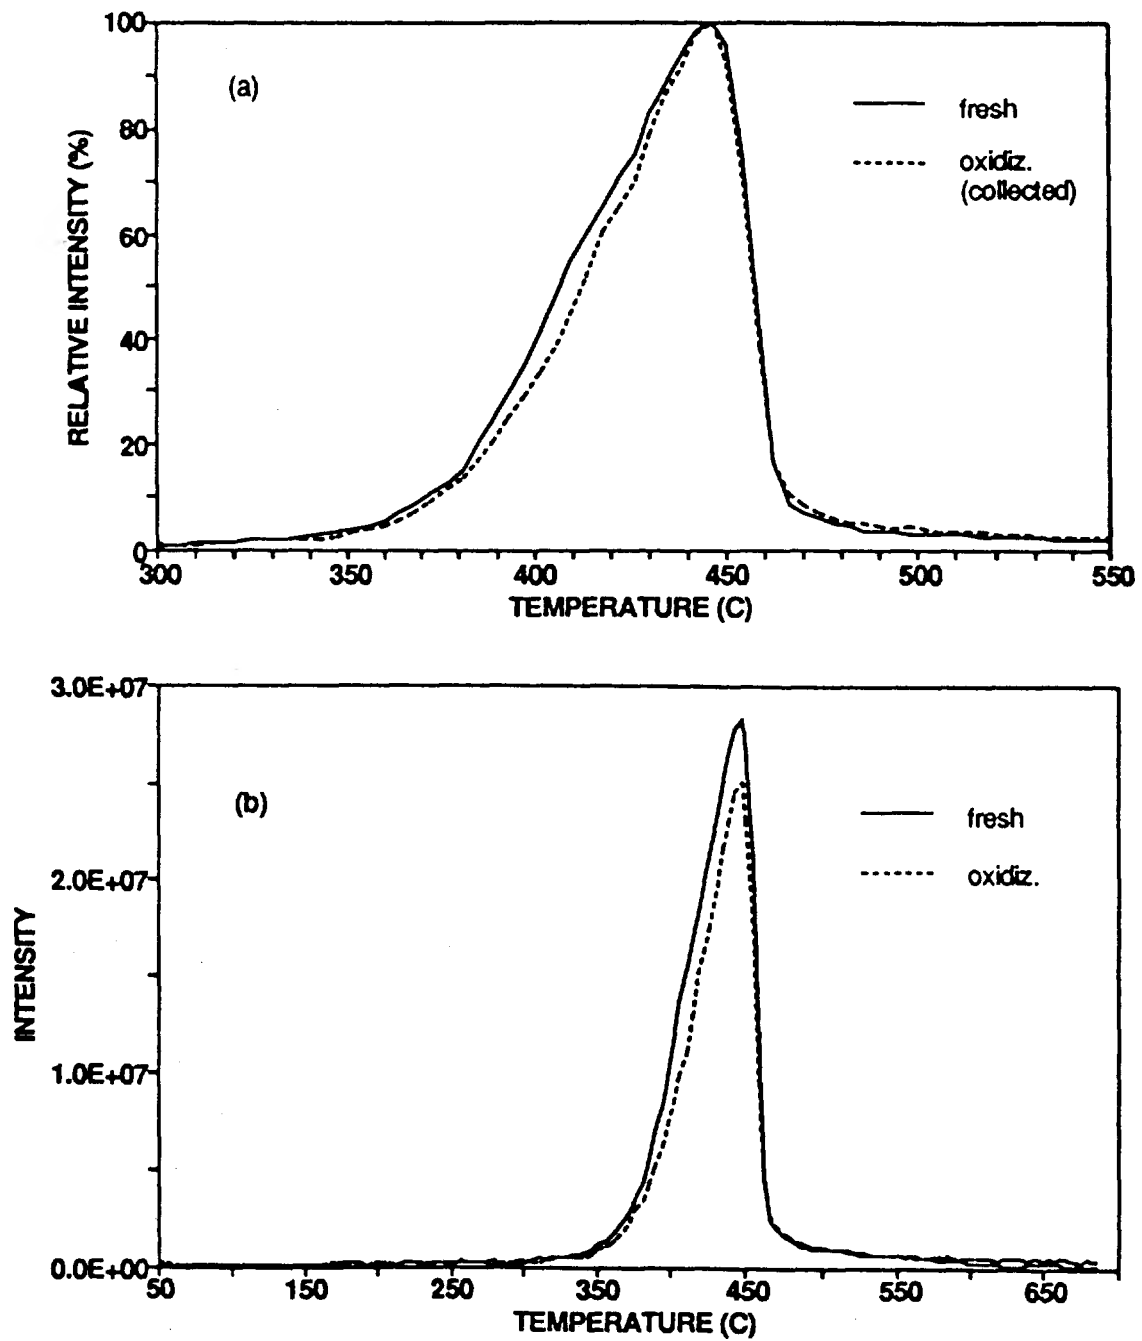 100
80
60
40
20
0
RELATIVE INTENSITY (%)
(a)
fresh
oxidiz.
(collected)
300 350 400 450 500 550
TEMPERATURE (C)
3.0E+07
2.0E+07
1.0E+07
0.0E+00
INTENSITY
(b)
fresh
oxidiz.
50 150 250 350 450 550 650
TEMPERATURE (C)